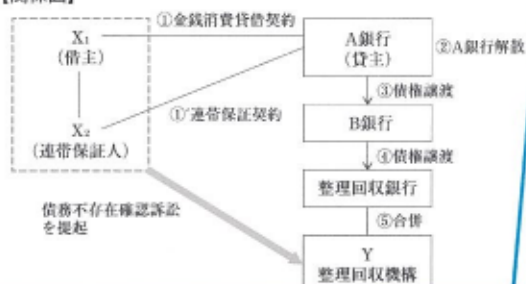 ①金銭消費貸借契約
X₁
(借主)
A銀行
(貸主)
②A銀行解散
③債権譲渡
①´連帯保証契約
X₂
(連帯保証人)
B銀行
④債権譲渡
整理回収銀行
債務不存在確認訴訟
を提起
⑤合併
Y
整理回収機構